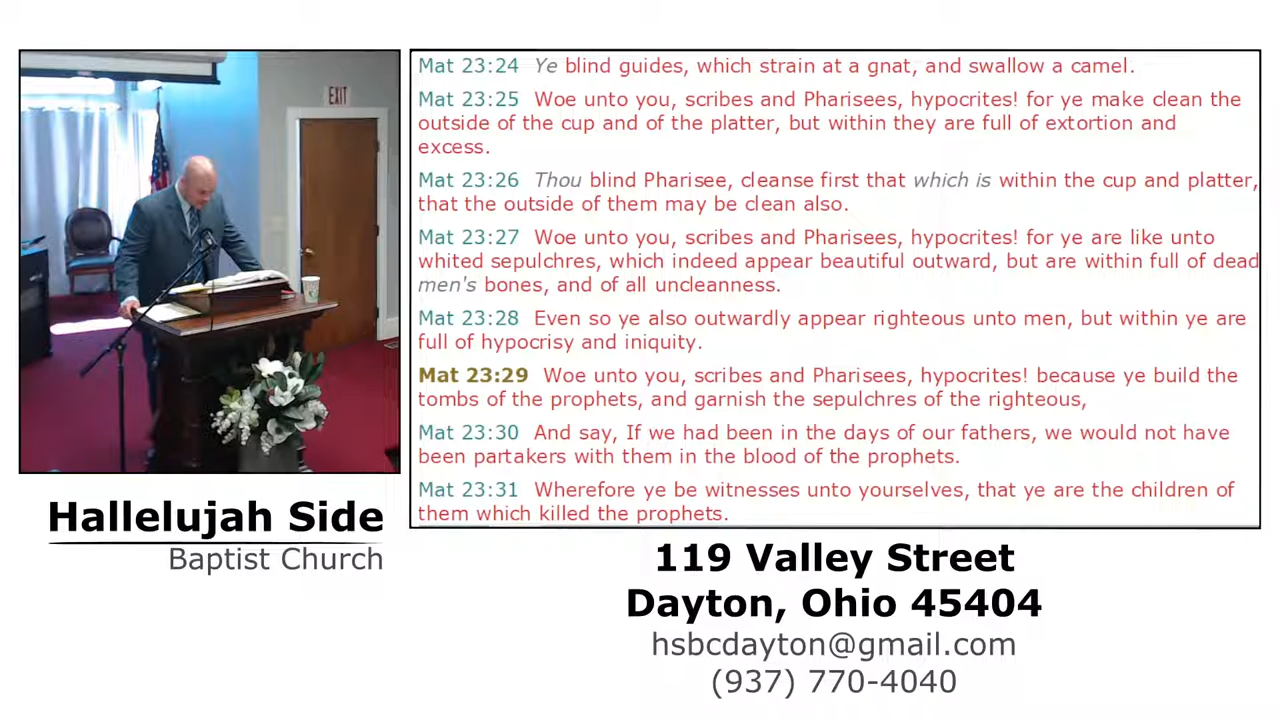 EXIT
Mat 23:24 Ye blind guides, which strain at a gnat, and swallow a camel.
Mat 23:25 Woe unto you, scribes and Pharisees, hypocrites! for ye make clean the
outside of the cup and of the platter, but within they are full of extortion and
excess.
Mat 23:26 Thou blind Pharisee, cleanse first that which is within the cup and platter,
that the outside of them may be clean also.
Mat 23:27 Woe unto you, scribes and Pharisees, hypocrites! for ye are like unto
whited sepulchres, which indeed appear beautiful outward, but are within full of dead
men's bones, and of all uncleanness.
Mat 23:28 Even so ye also outwardly appear righteous unto men, but within ye are
full of hypocrisy and iniquity.
Mat 23:29 Woe unto you, scribes and Pharisees, hypocrites! because ye build the
tombs of the prophets, and garnish the sepulchres of the righteous,
Mat 23:30 And say, If we had been in the days of our fathers, we would not have
been partakers with them in the blood of the prophets.
Mat 23:31 Wherefore ye be witnesses unto yourselves, that ye are the children of
them which killed the prophets.
Hallelujah Side
Baptist Church
119 Valley Street
Dayton, Ohio 45404
hsbcdayton@gmail.com
(937) 770-4040